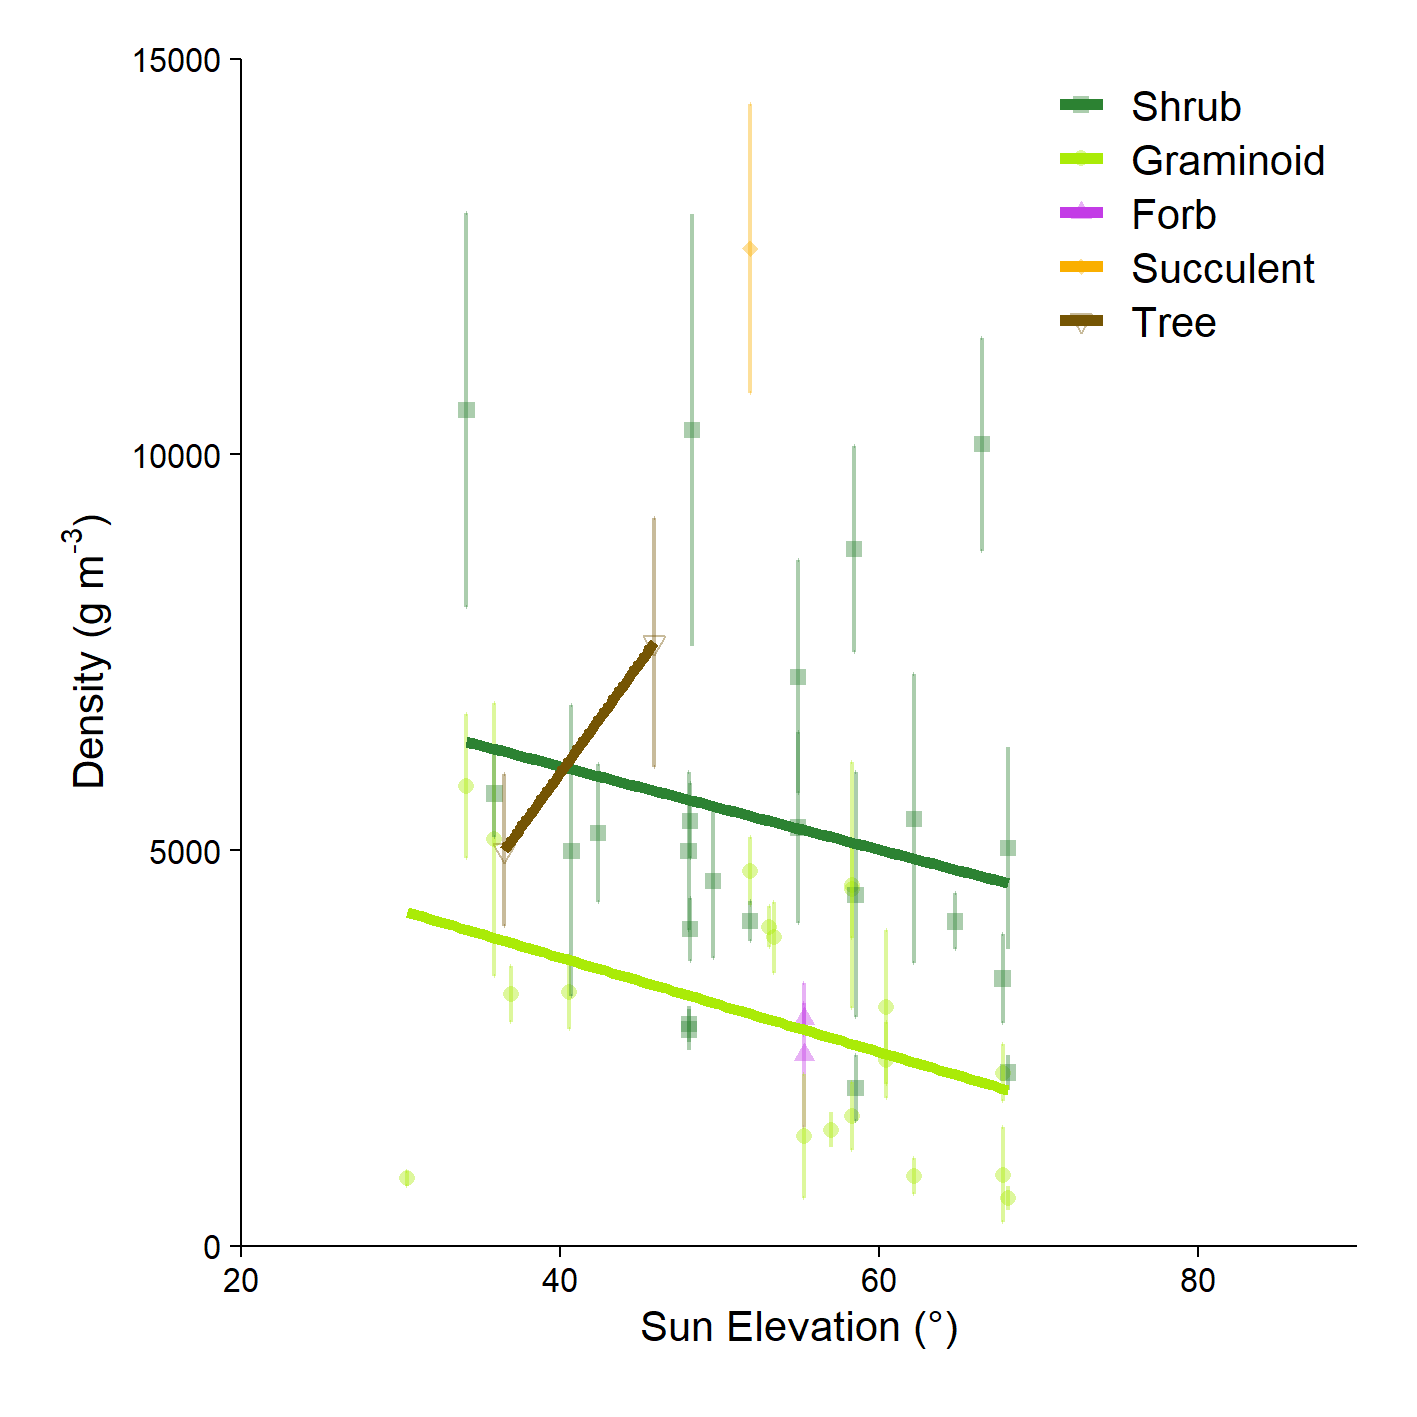 15000
10000
5000
0
20 40 60 80
Density (g m⁻³)
Sun Elevation (°)
Shrub
Graminoid
Forb
Succulent
Tree